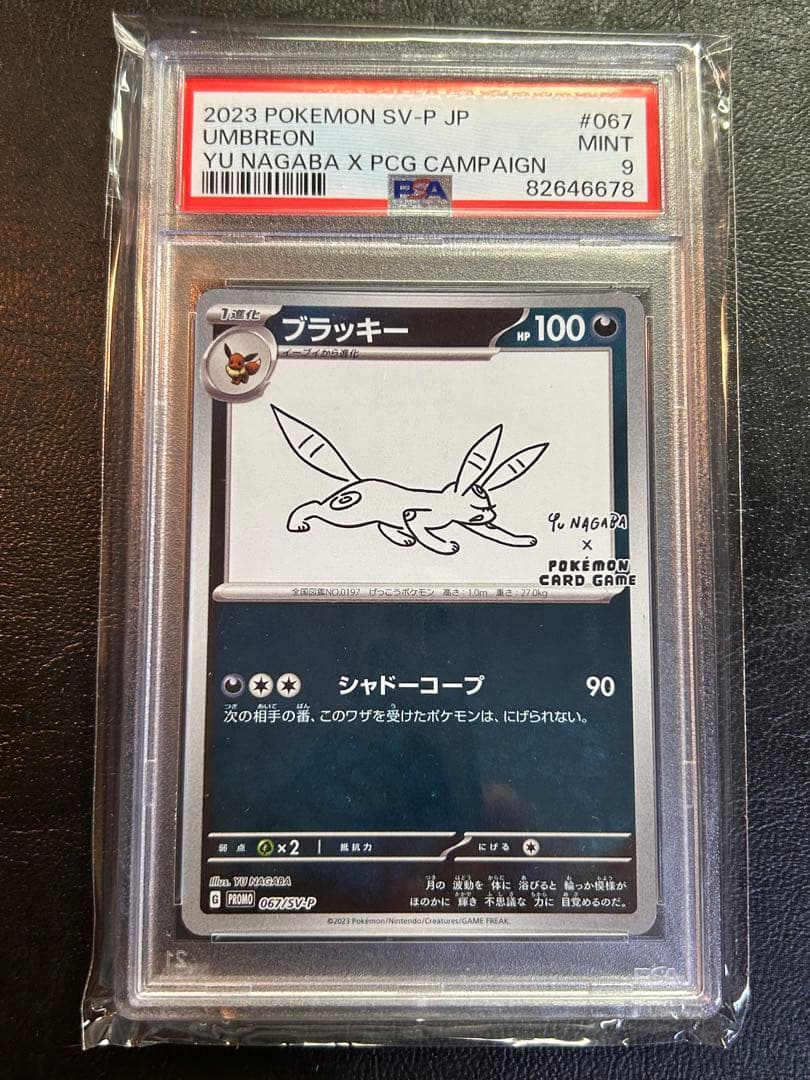 2023 POKEMON SV-P JP #067
UMBREON MINT
YU NAGABA X PCG CAMPAIGN 9
PSA 82646678
1進化 ブラッキー HP 100
イーブイから進化
Yu NAGABA
X
POKÉMON
CARD GAME
全国図鑑NO.0197 げっこうポケモン 高さ:1.0m 重さ:27.0kg
シャドークープ 90
次の相手の番、このワザを受けたポケモンは、にげられない。
弱点 ×2 抵抗力 にげる
Illus. YU NAGABA
月の波動を体に浴びると輪っか模様が
ほのかに輝き不思議な力に目覚めるのだ。
G PROMO 067/SV-P
©2023 Pokémon/Nintendo/Creatures/GAME FREAK.